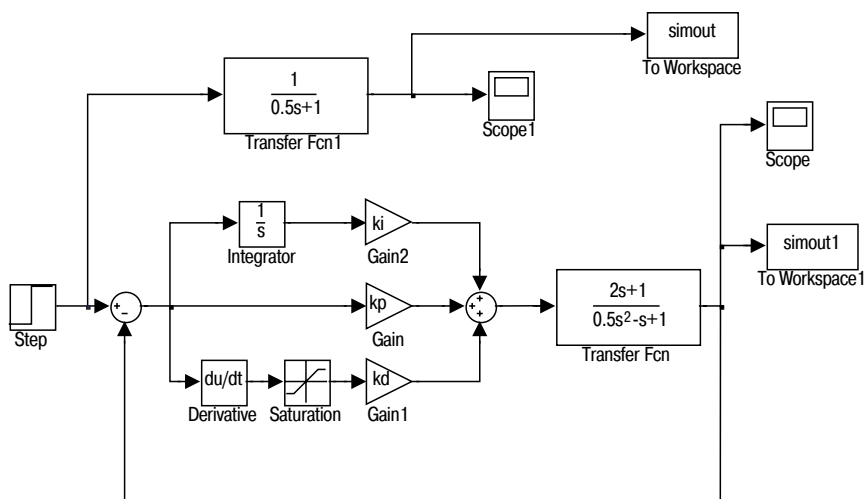 simout
To Workspace
1
0.5s+1
Transfer Fcn1
Scope1
Scope
1
s
Integrator
ki
Gain2
simout1
To Workspace1
Step
+
−
kp
Gain
+
+
+
2s+1
0.5s²-s+1
Transfer Fcn
du/dt
Derivative
Saturation
kd
Gain1